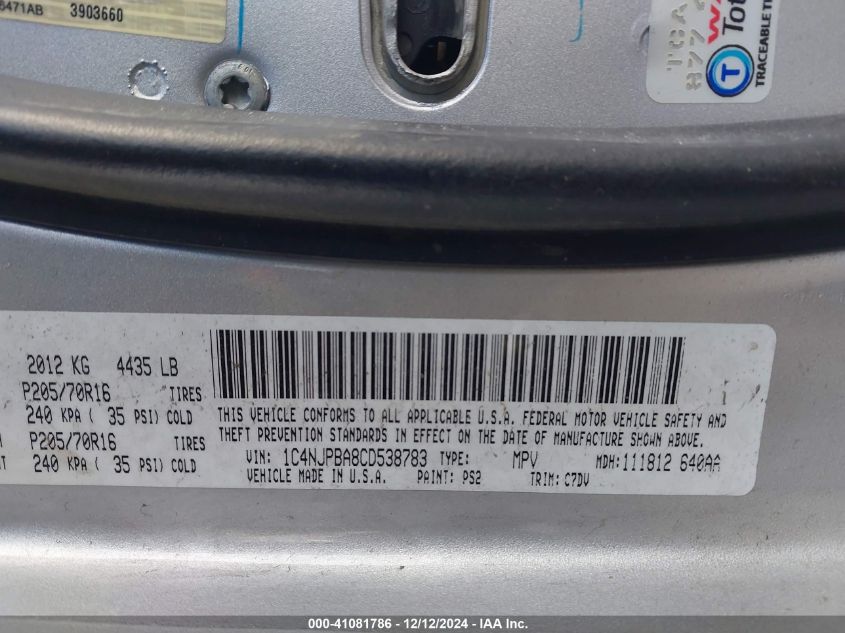 6471AB 3903660
TOA
877
W
Tot
T
TRACEABLE
2012 KG 4435 LB
P205/70R16 TIRES
240 KPA ( 35 PSI) COLD
P205/70R16 TIRES
240 KPA ( 35 PSI) COLD
THIS VEHICLE CONFORMS TO ALL APPLICABLE U.S.A. FEDERAL MOTOR VEHICLE SAFETY AND
THEFT PREVENTION STANDARDS IN EFFECT ON THE DATE OF MANUFACTURE SHOWN ABOVE.
VIN: 1C4NJPBA8CD538783 TYPE: MPV MDH:111812 640AA
VEHICLE MADE IN U.S.A. PAINT: PS2 TRIM: C7DV
000-41081786 - 12/12/2024 - IAA Inc.